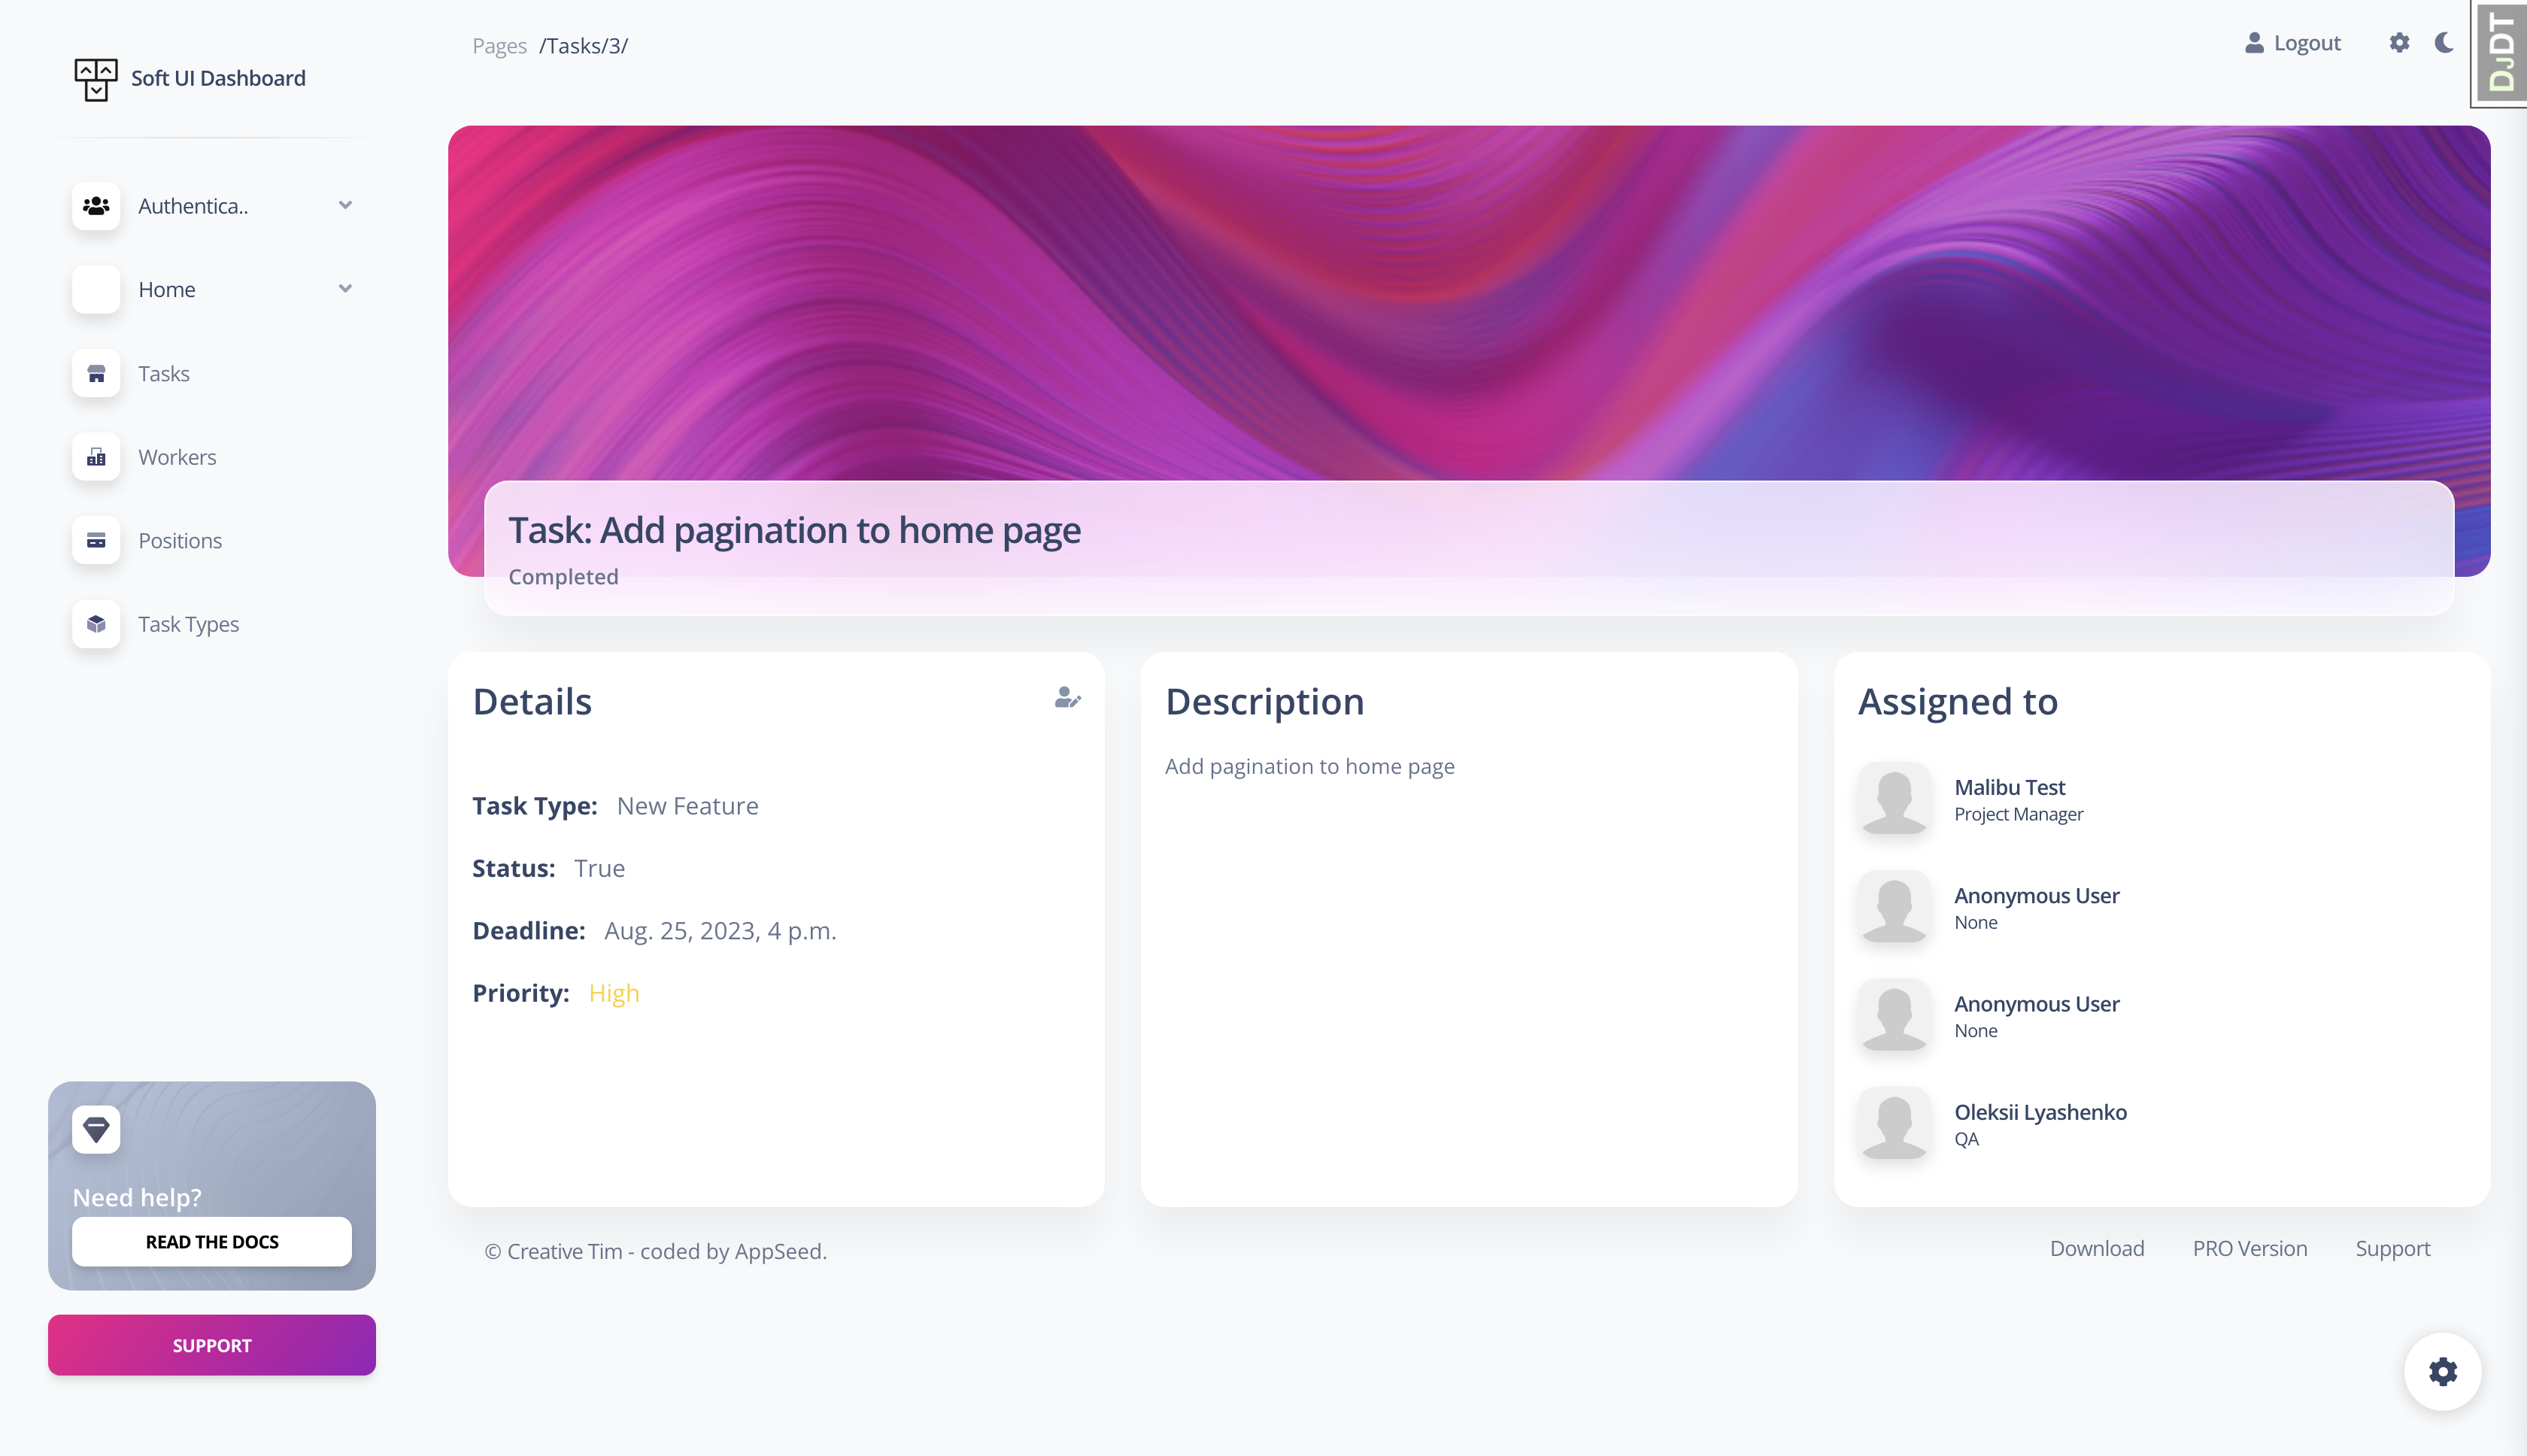 Soft UI Dashboard
Authentica..
Home
Tasks
Workers
Positions
Task Types
Need help?
READ THE DOCS
SUPPORT
Pages /Tasks/3/
Logout
DJDT
Task: Add pagination to home page
Completed
Details
Task Type: New Feature
Status: True
Deadline: Aug. 25, 2023, 4 p.m.
Priority: High
Description
Add pagination to home page
Assigned to
Malibu Test
Project Manager
Anonymous User
None
Anonymous User
None
Oleksii Lyashenko
QA
© Creative Tim - coded by AppSeed.
Download PRO Version Support